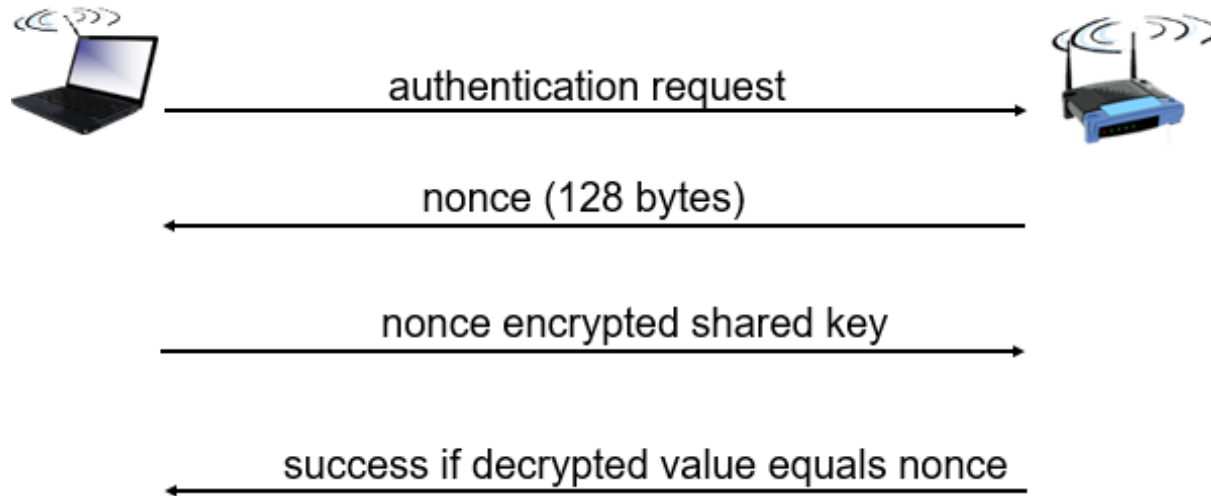 authentication request
nonce (128 bytes)
nonce encrypted shared key
success if decrypted value equals nonce